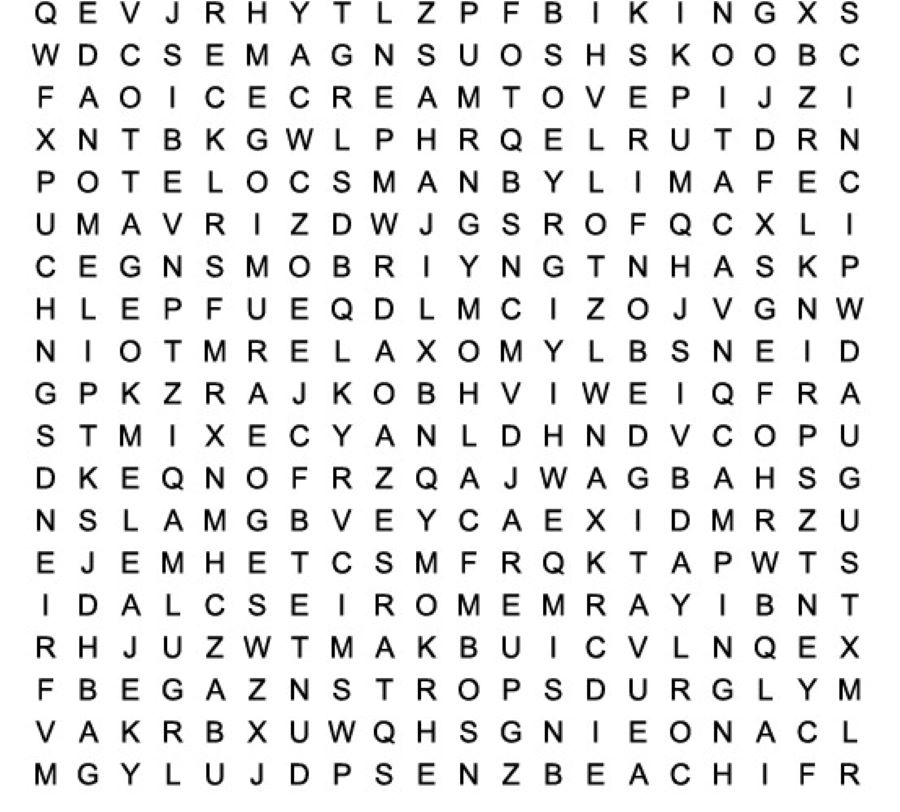 Q E V J R H Y T L Z P F B I K I N G X S
W D C S E M A G N S U O S H S K O O B C
F A O I C E C R E A M T O V E P I J Z I
X N T B K G W L P H R Q E L R U T D R N
P O T E L O C S M A N B Y L I M A F E C
U M A V R I Z D W J G S R O F Q C X L I
C E G N S M O B R I Y N G T N H A S K P
H L E P F U E Q D L M C I Z O J V G N W
N I O T M R E L A X O M Y L B S N E I D
G P K Z R A J K O B H V I W E I Q F R A
S T M I X E C Y A N L D H N D V C O P U
D K E Q N O F R Z Q A J W A G B A H S G
N S L A M G B V E Y C A E X I D M R Z U
E J E M H E T C S M F R Q K T A P W T S
I D A L C S E I R O M E M R A Y I B N T
R H J U Z W T M A K B U I C V L N Q E X
F B E G A Z N S T R O P S D U R G L Y M
V A K R B X U W Q H S G N I E O N A C L
M G Y L U J D P S E N Z B E A C H I F R